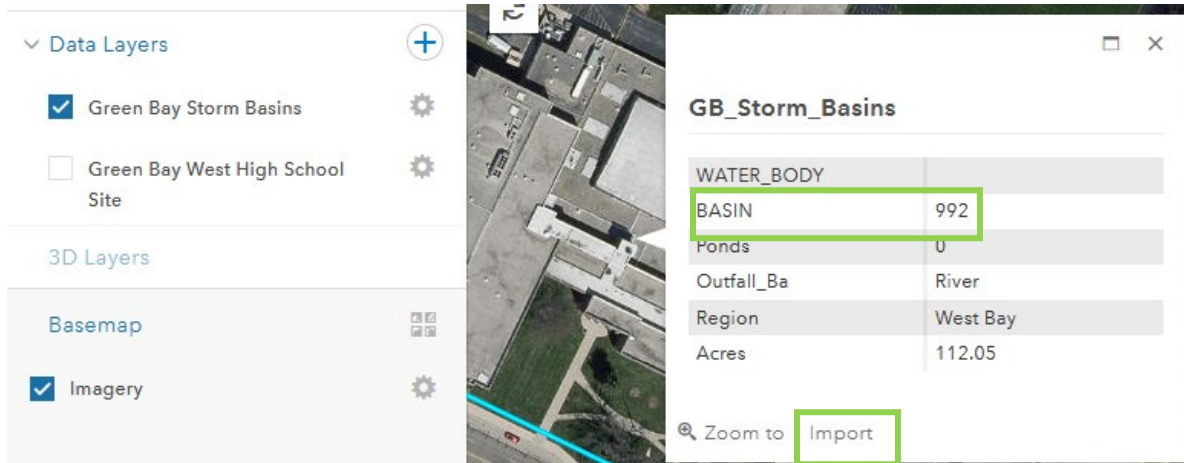 Data Layers
Green Bay Storm Basins
Green Bay West High School
Site
3D Layers
Basemap
Imagery
GB_Storm_Basins
WATER_BODY
BASIN 992
Ponds 0
Outfall_Ba River
Region West Bay
Acres 112.05
Zoom to Import